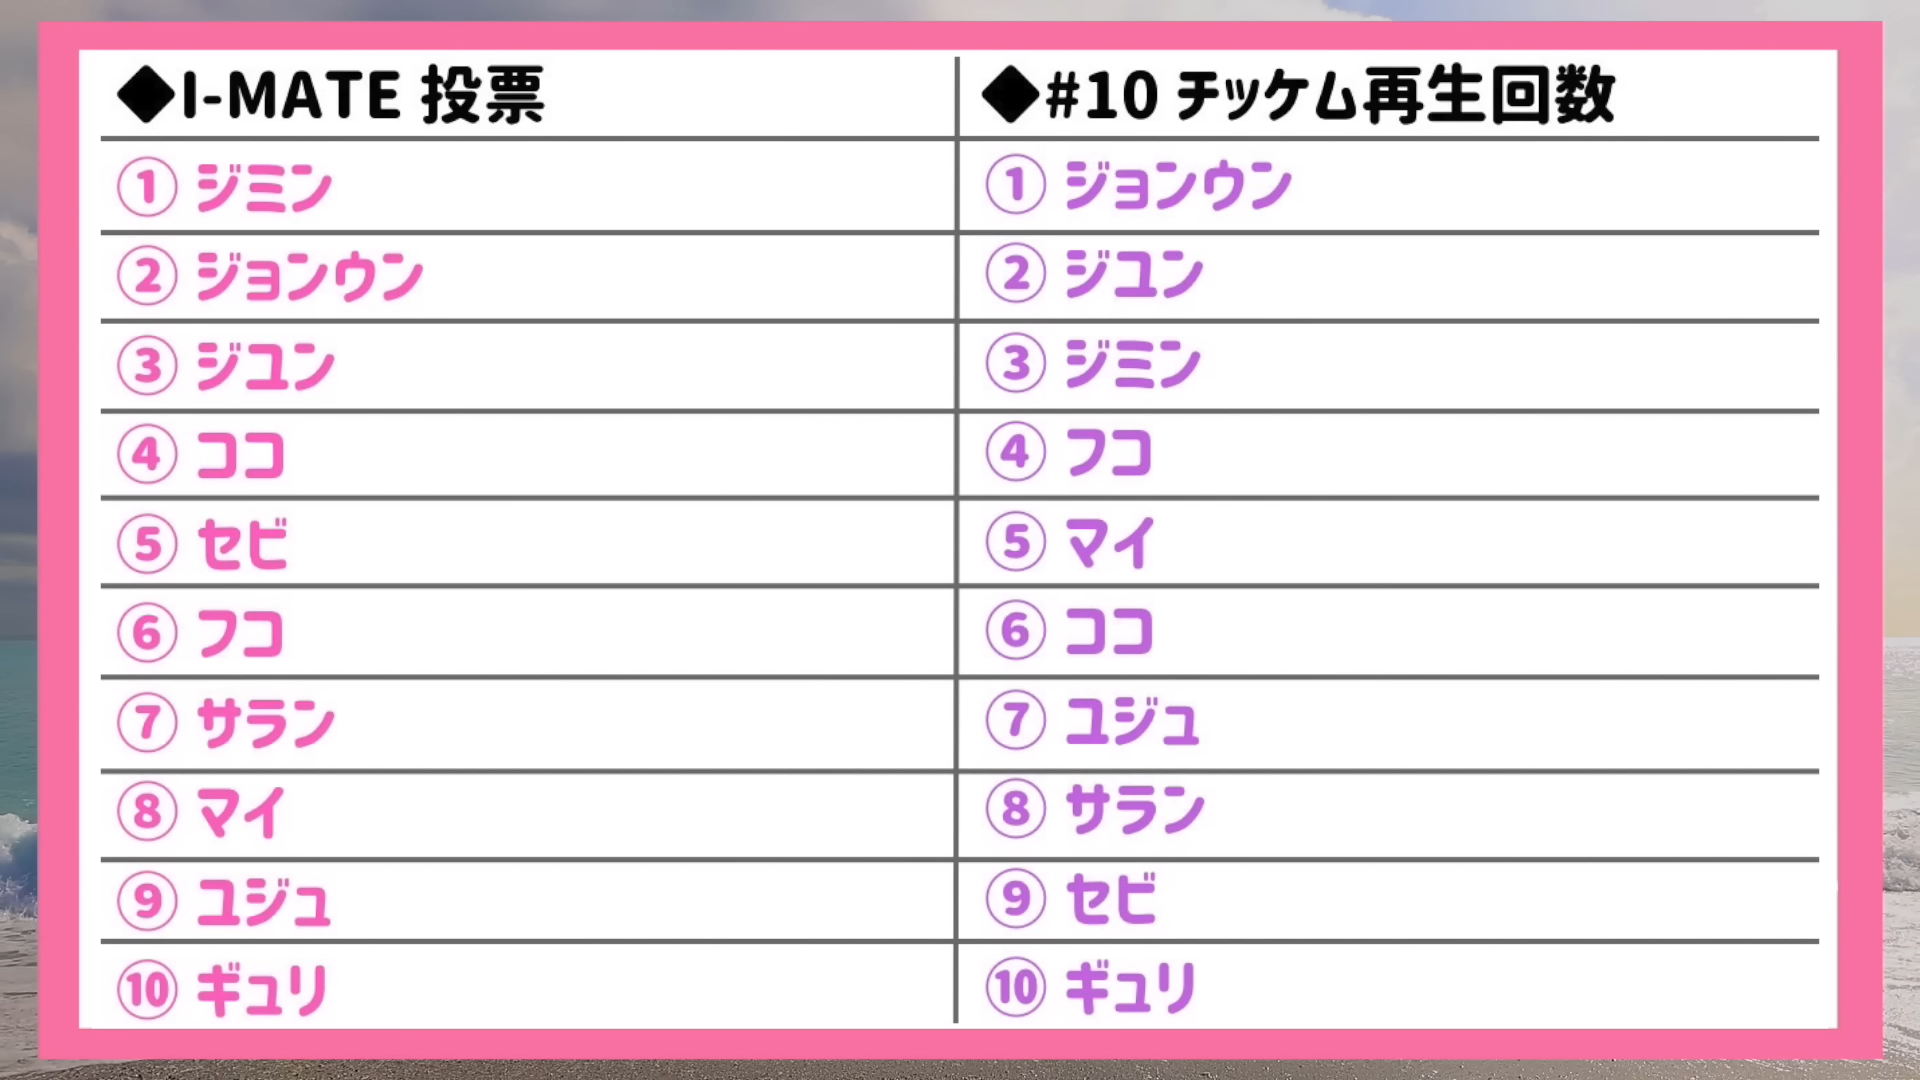 ◆I-MATE 投票
① ジミン
② ジョンウン
③ ジユン
④ ココ
⑤ セビ
⑥ フコ
⑦ サラン
⑧ マイ
⑨ ユジュ
⑩ ギュリ
◆#10 チッケム再生回数
① ジョンウン
② ジユン
③ ジミン
④ フコ
⑤ マイ
⑥ ココ
⑦ ユジュ
⑧ サラン
⑨ セビ
⑩ ギュリ